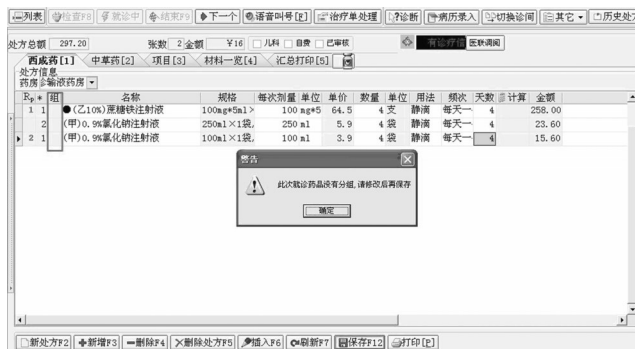 列表 检查F8 就诊中 结束F9 下一个 语音叫号[E] 治疗单处理 ?诊断 病历录入 切换诊间 其它 历史处方
处方总额 297.20 张数 2 金额 ￥16 儿科 自费 已审核 有诊疗信 医联调阅
西成药[1] 中草药[2] 项目[3] 材料一览[4] 汇总打印[5]
处方信息
药房 输液药房
Rp * 组 名称 规格 每次剂量 单位 单价 数量 单位 用法 频次 天数 计算 金额
1 1 ●(乙10%)蔗糖铁注射液 100mg*5ml> 100 mg*5 64.5 4 支 静滴 每天一 4 258.00
2 (甲)0.9%氯化钠注射液 250ml×1袋, 250 ml 5.9 4 袋 静滴 每天一 4 23.60
2 1 (甲)0.9%氯化钠注射液 100ml×1袋, 100 ml 3.9 4 袋 静滴 每天一 4 15.60
警告
此次就诊药品没有分组,请修改后再保存
确定
新处方F2 新增F3 删除F4 删除处方F5 插入F6 刷新F7 保存F12 打印[P]